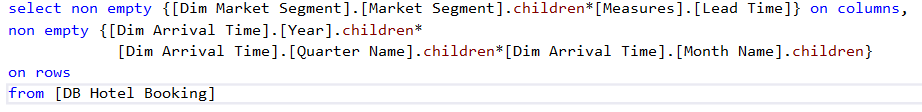 select non empty {[Dim Market Segment].[Market Segment].children*[Measures].[Lead Time]} on columns,
non empty {[Dim Arrival Time].[Year].children*
[Dim Arrival Time].[Quarter Name].children*[Dim Arrival Time].[Month Name].children}
on rows
from [DB Hotel Booking]